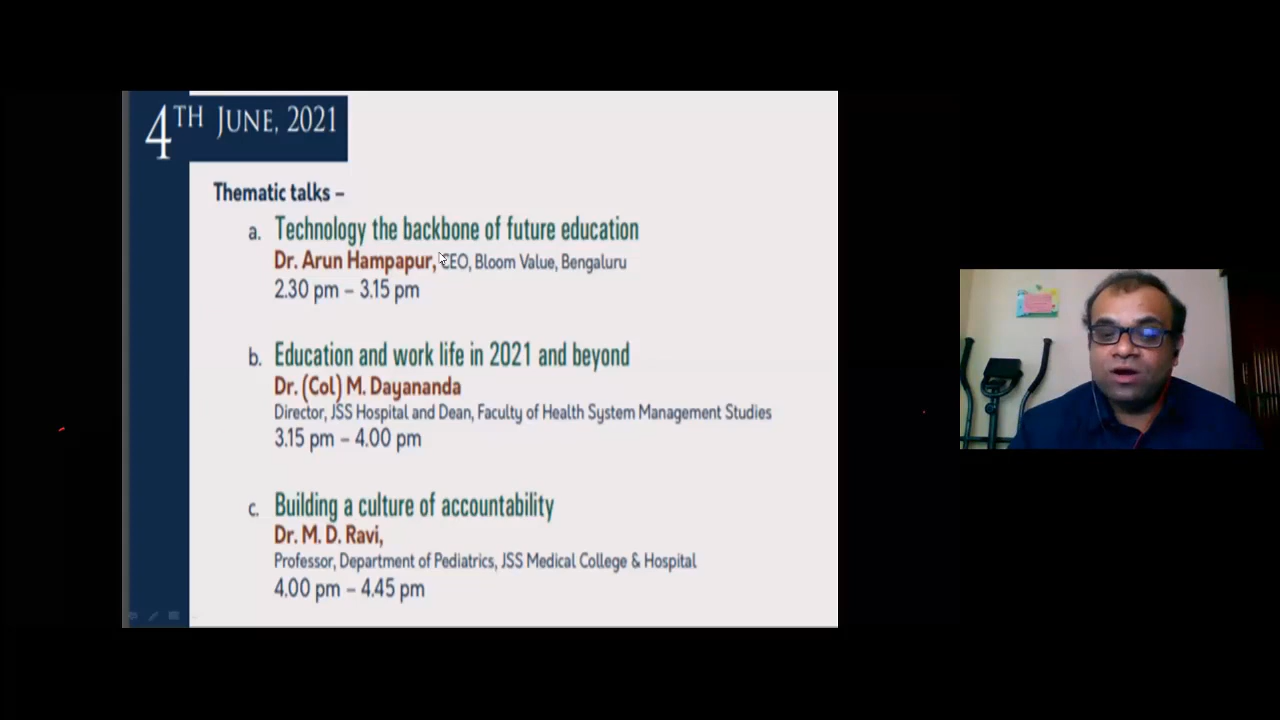 4TH JUNE, 2021
Thematic talks –
a. Technology the backbone of future education
Dr. Arun Hampapur, CEO, Bloom Value, Bengaluru
2.30 pm – 3.15 pm
b. Education and work life in 2021 and beyond
Dr. (Col) M. Dayananda
Director, JSS Hospital and Dean, Faculty of Health System Management Studies
3.15 pm – 4.00 pm
c. Building a culture of accountability
Dr. M. D. Ravi,
Professor, Department of Pediatrics, JSS Medical College & Hospital
4.00 pm – 4.45 pm